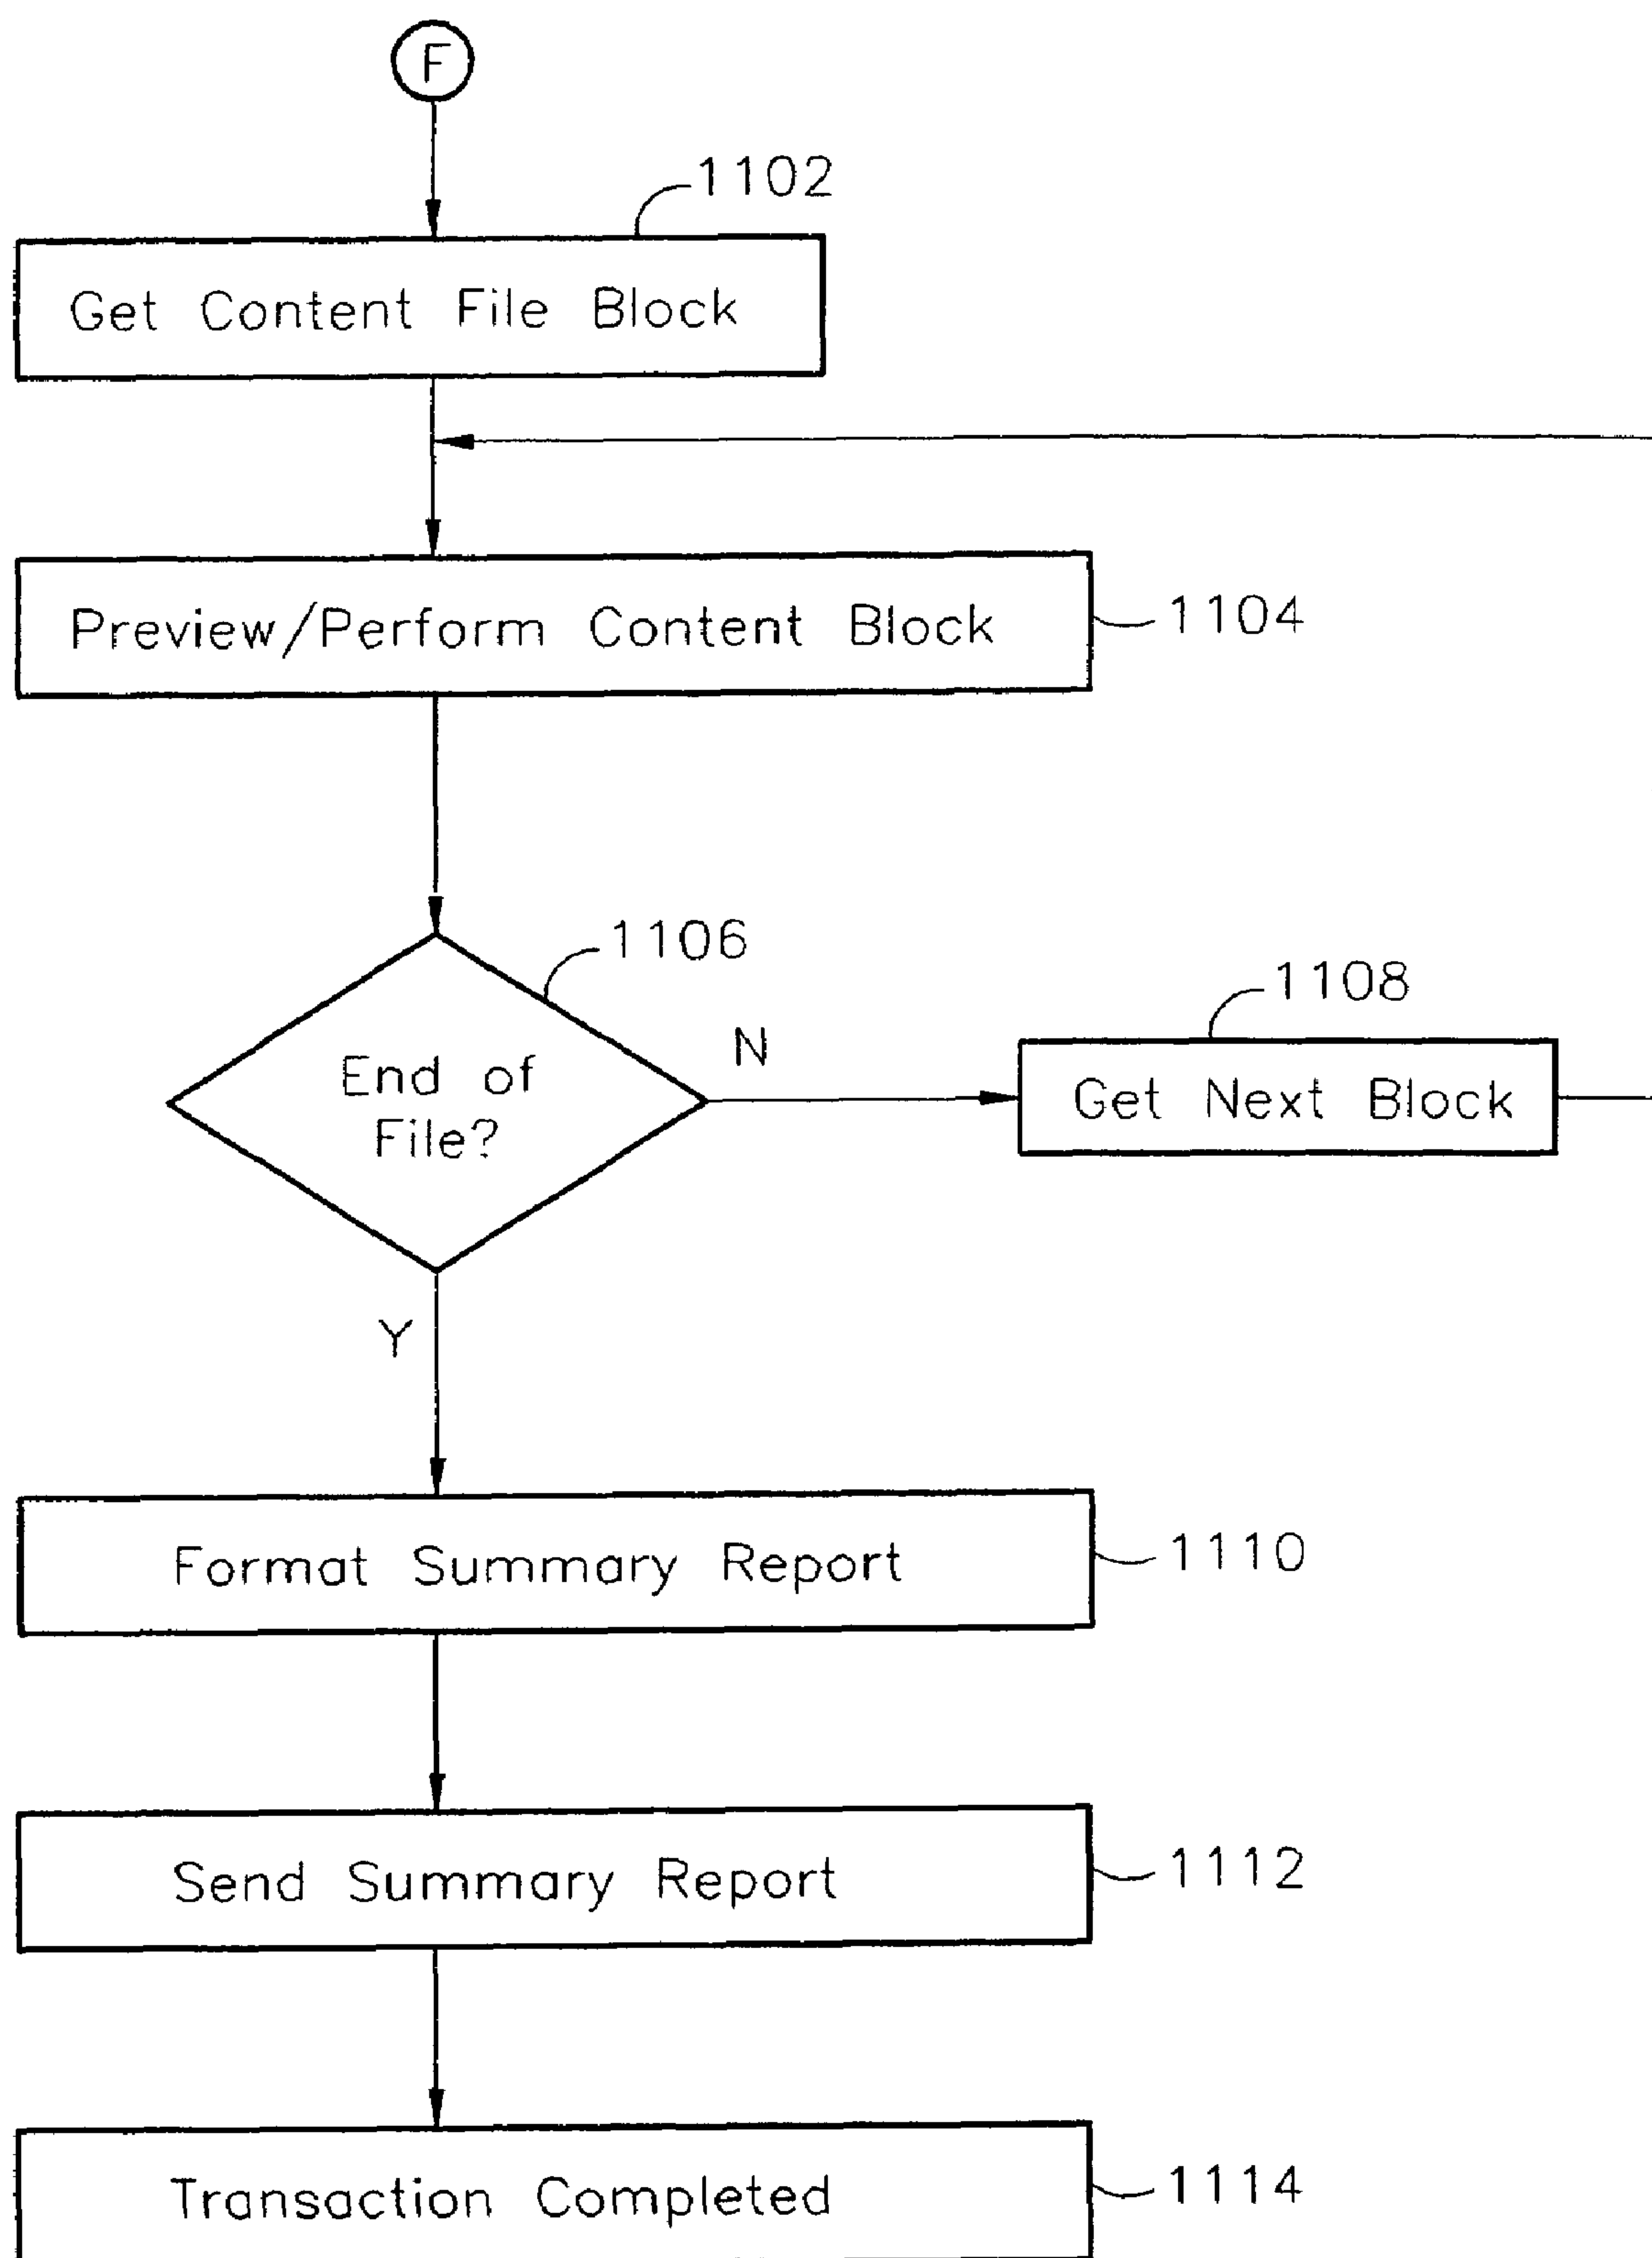 F
1102
Get Content File Block
Preview/Perform Content Block
1104
1106
End of
File?
N
1108
Get Next Block
Y
Format Summary Report
1110
Send Summary Report
1112
Transaction Completed
1114